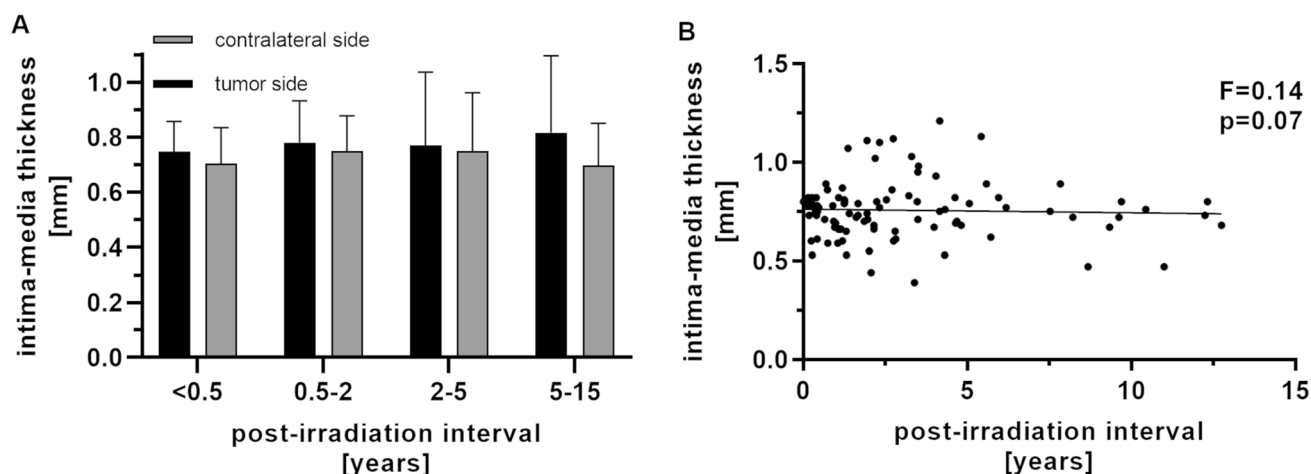 A
contralateral side
tumor side
intima-media thickness
[mm]
1.0
0.8
0.6
0.4
0.2
0.0
<0.5
0.5-2
2-5
5-15
post-irradiation interval
[years]
B
F=0.14
p=0.07
intima-media thickness
[mm]
1.5
1.0
0.5
0.0
0
5
10
15
post-irradiation interval
[years]